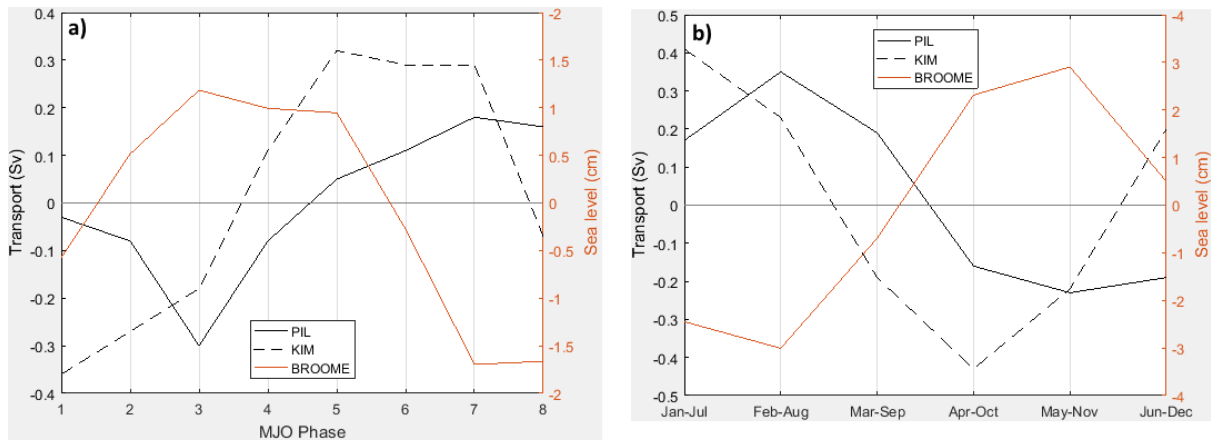 a)
Transport (Sv)
0.4
0.3
0.2
0.1
0
-0.1
-0.2
-0.3
-0.4
PIL
KIM
BROOME
-2
-1.5
-1
-0.5
0
0.5
1
1.5
2
Sea level (cm)
1 2 3 4 5 6 7 8
MJO Phase
b)
Transport (Sv)
0.5
0.4
0.3
0.2
0.1
0
-0.1
-0.2
-0.3
-0.4
-0.5
PIL
KIM
BROOME
-4
-3
-2
-1
0
1
2
3
4
Sea level (cm)
Jan-Jul Feb-Aug Mar-Sep Apr-Oct May-Nov Jun-Dec